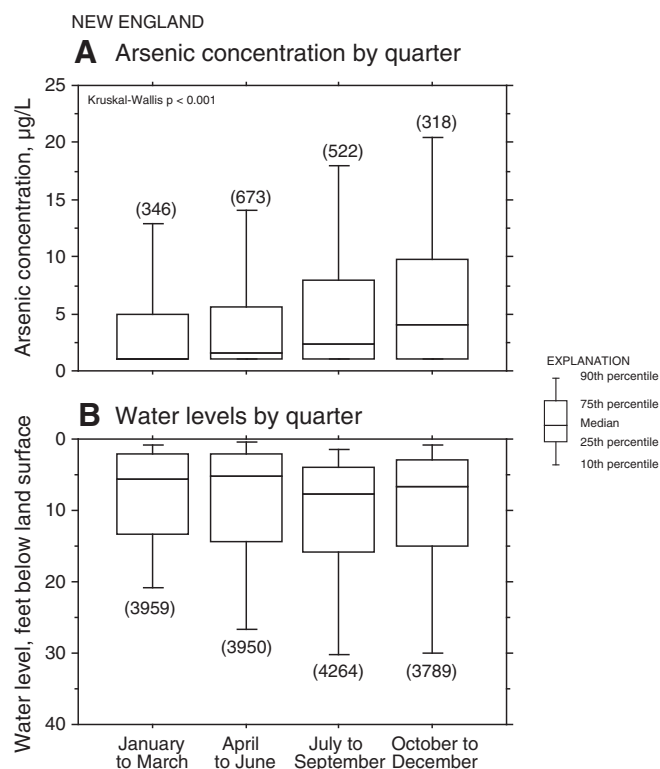 NEW ENGLAND
A Arsenic concentration by quarter
Arsenic concentration, µg/L
25
20
15
10
5
0
Kruskal-Wallis p < 0.001
(346)
(673)
(522)
(318)
EXPLANATION
90th percentile
75th percentile
Median
25th percentile
10th percentile
B Water levels by quarter
Water level, feet below land surface
0
10
20
30
40
(3959)
(3950)
(4264)
(3789)
January
to March
April
to June
July to
September
October to
December